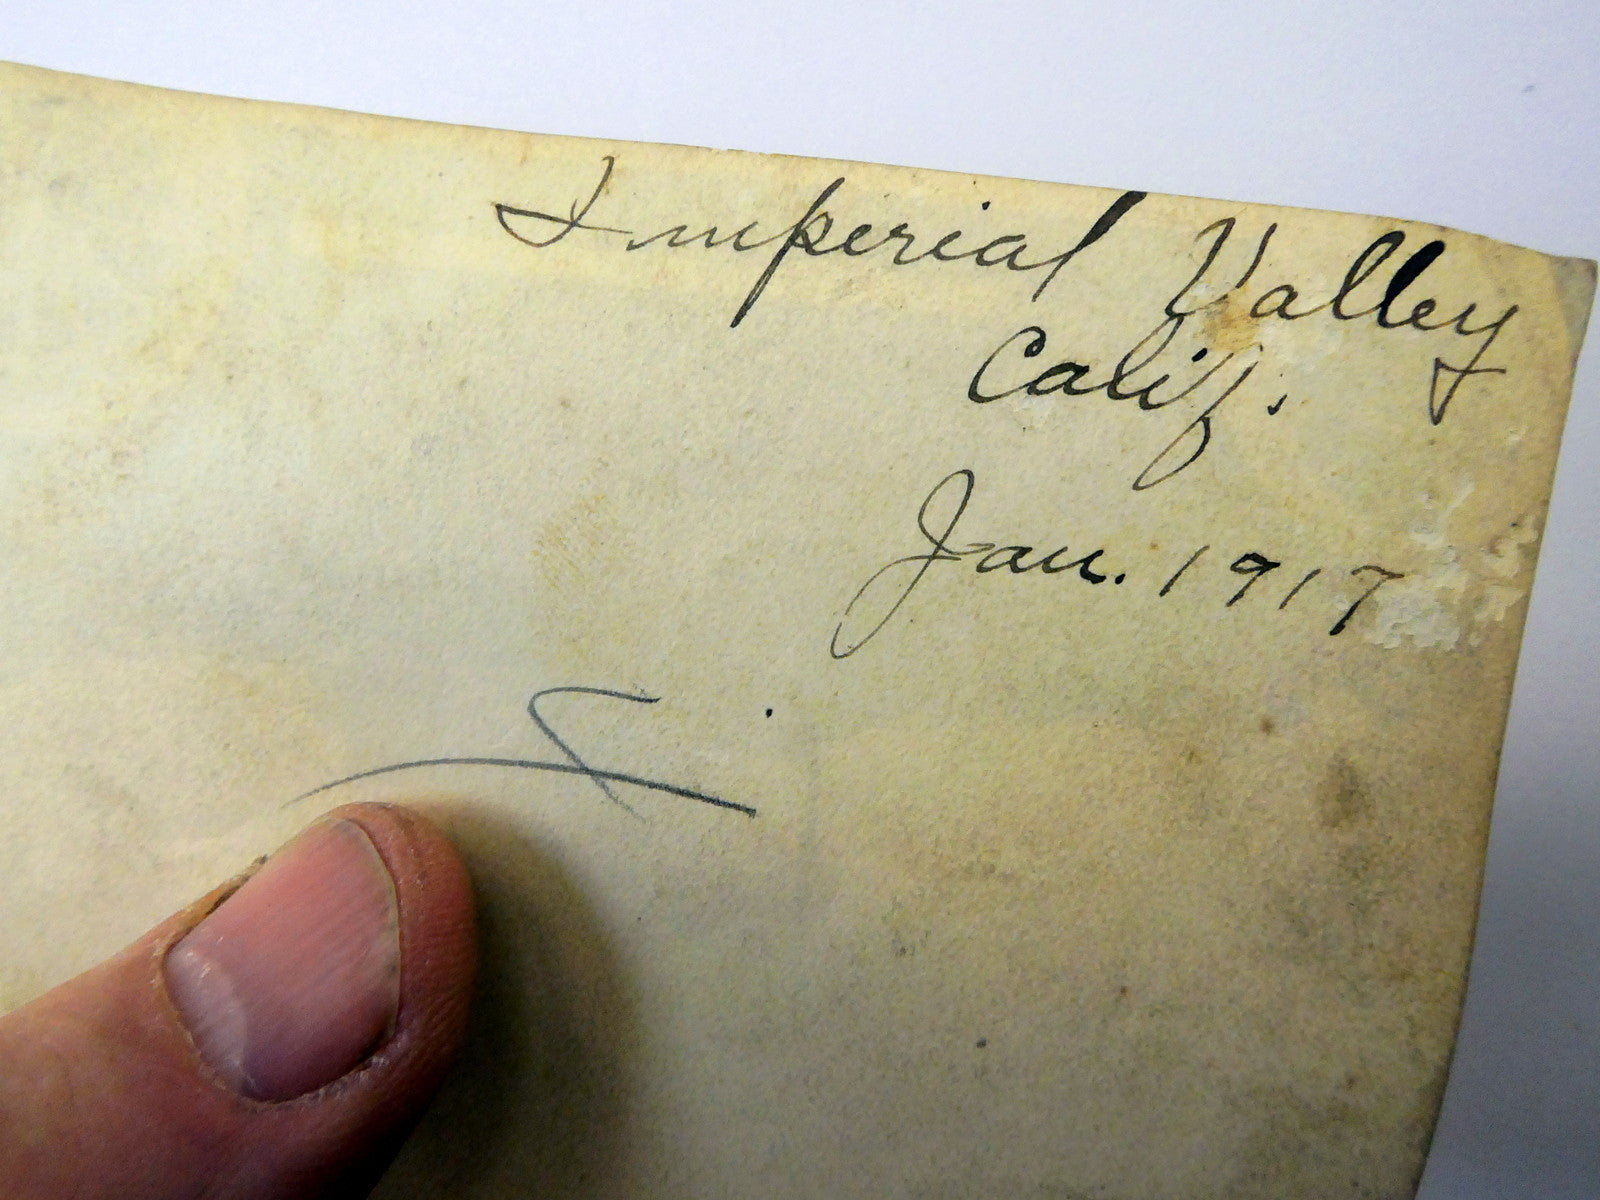 Imperial Valley
Calif.
Jan. 1917